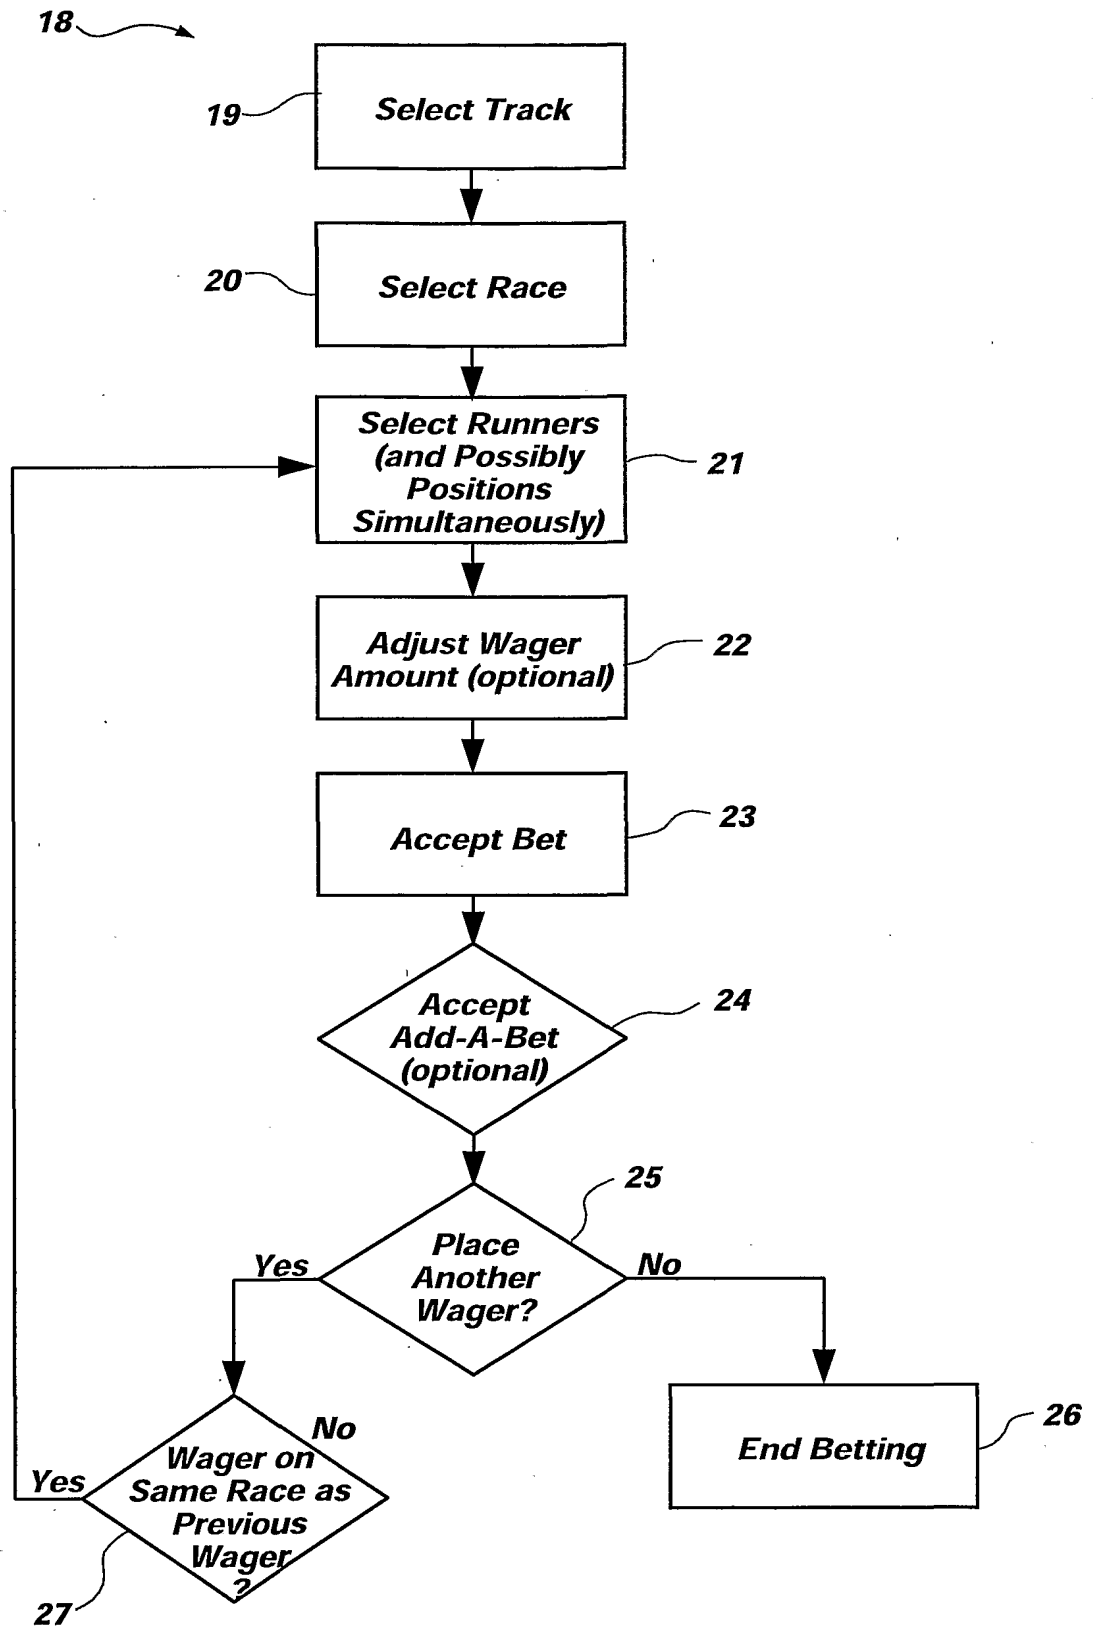 18
19
Select Track
20
Select Race
Select Runners
(and Possibly
Positions
Simultaneously)
21
Adjust Wager
Amount (optional)
22
Accept Bet
23
Accept
Add-A-Bet
(optional)
24
25
Place
Another
Wager?
Yes
No
No
Yes
Wager on
Same Race as
Previous
Wager
?
27
End Betting
26